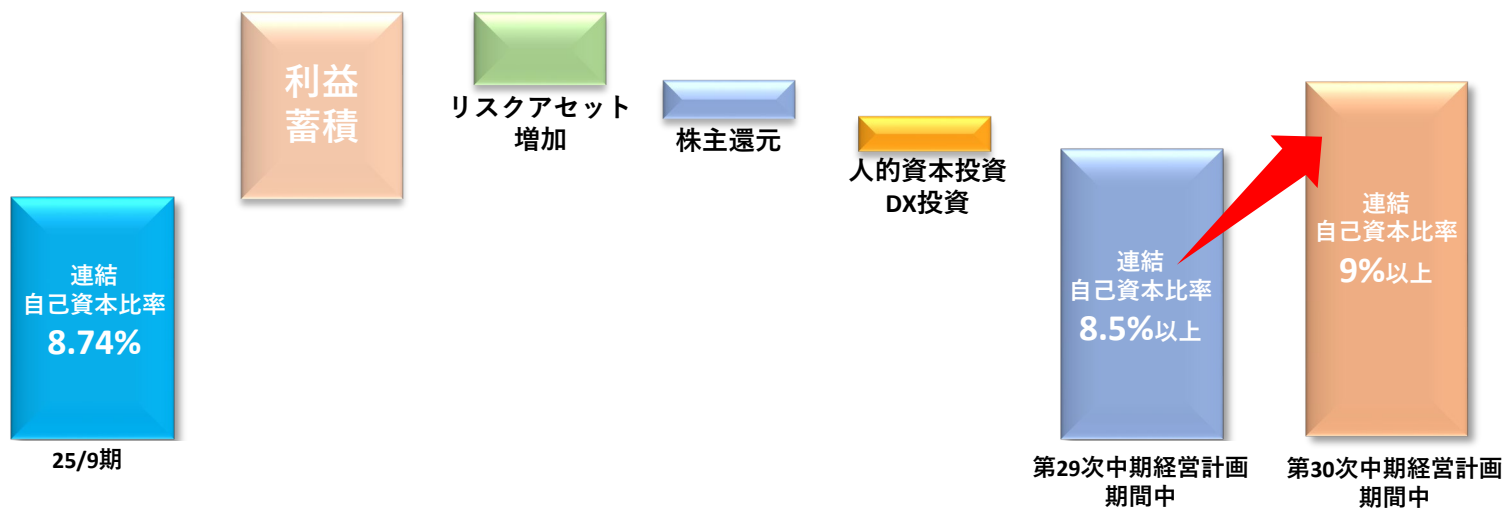 利益
蓄積
リスクアセット
増加
株主還元
人的資本投資
DX投資
連結
自己資本比率
8.74%
25/9期
連結
自己資本比率
8.5%以上
第29次中期経営計画
期間中
連結
自己資本比率
9%以上
第30次中期経営計画
期間中